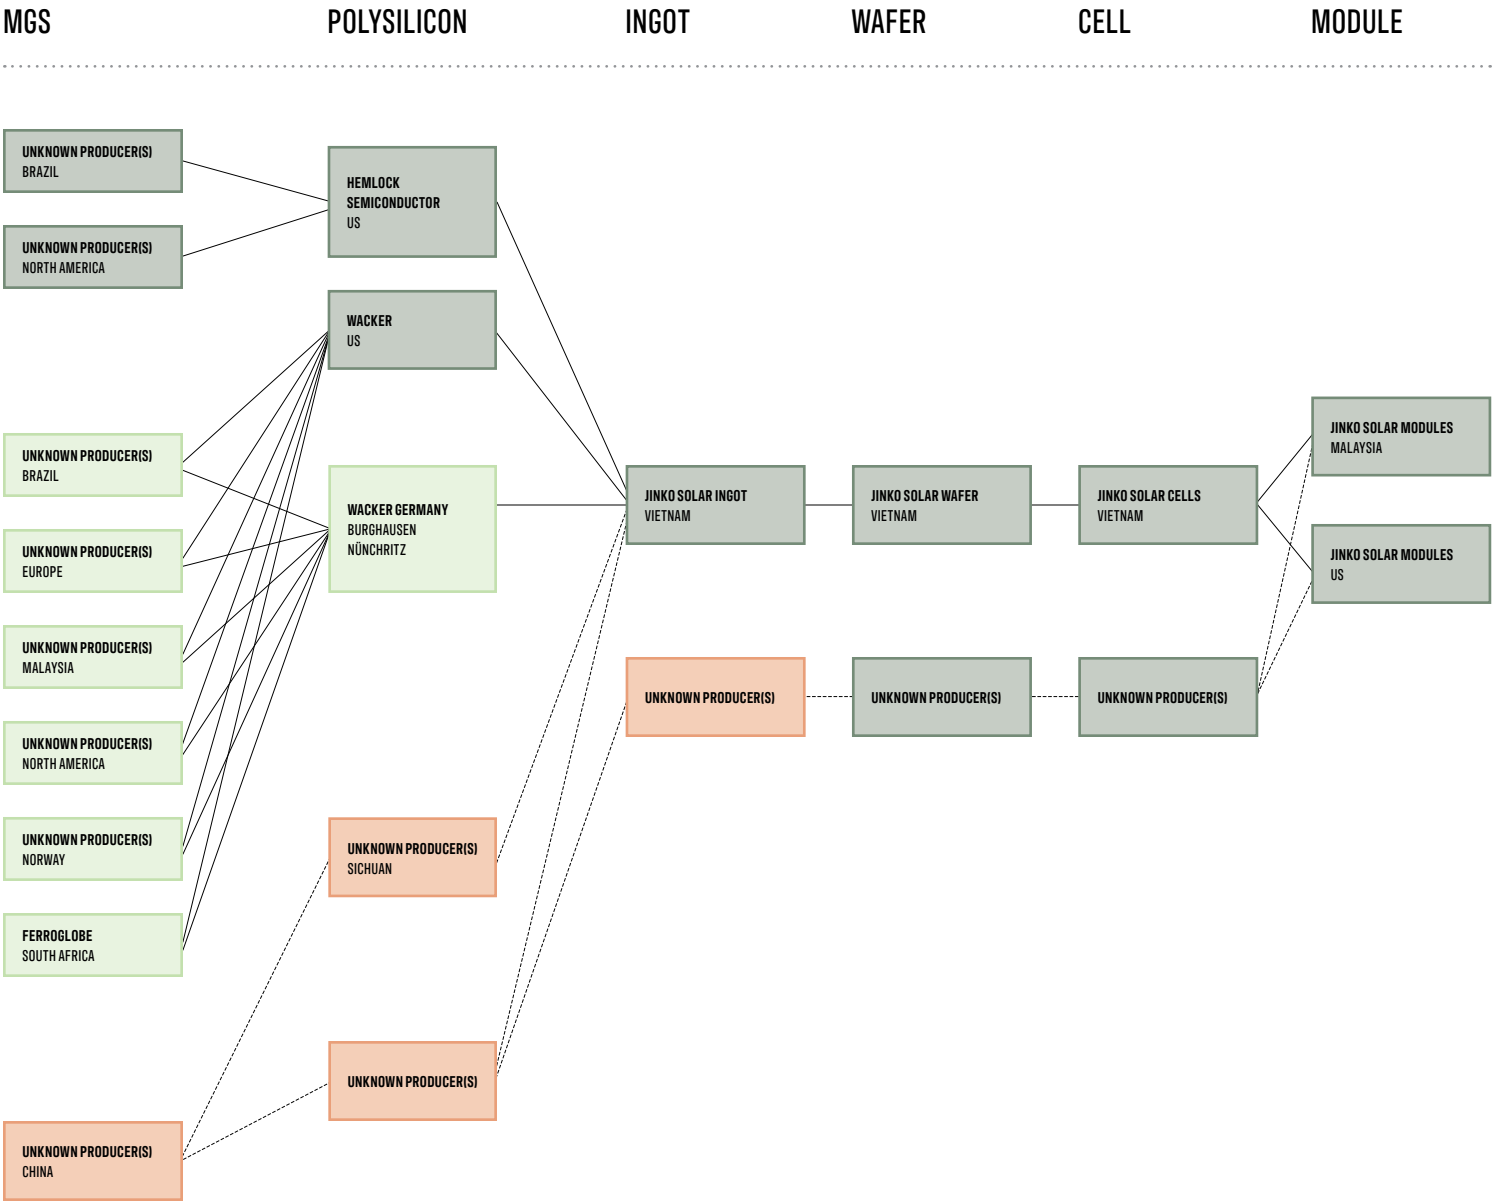 MGS
POLYSILICON
INGOT
WAFER
CELL
MODULE
UNKNOWN PRODUCER(S)
BRAZIL
UNKNOWN PRODUCER(S)
NORTH AMERICA
UNKNOWN PRODUCER(S)
BRAZIL
UNKNOWN PRODUCER(S)
EUROPE
UNKNOWN PRODUCER(S)
MALAYSIA
UNKNOWN PRODUCER(S)
NORTH AMERICA
UNKNOWN PRODUCER(S)
NORWAY
FERROGLOBE
SOUTH AFRICA
UNKNOWN PRODUCER(S)
CHINA
HEMLOCK
SEMICONDUCTOR
US
WACKER
US
WACKER GERMANY
BURGHAUSEN
NÜNCHRITZ
UNKNOWN PRODUCER(S)
SICHUAN
UNKNOWN PRODUCER(S)
JINKO SOLAR INGOT
VIETNAM
UNKNOWN PRODUCER(S)
JINKO SOLAR WAFER
VIETNAM
UNKNOWN PRODUCER(S)
JINKO SOLAR CELLS
VIETNAM
UNKNOWN PRODUCER(S)
JINKO SOLAR MODULES
MALAYSIA
JINKO SOLAR MODULES
US